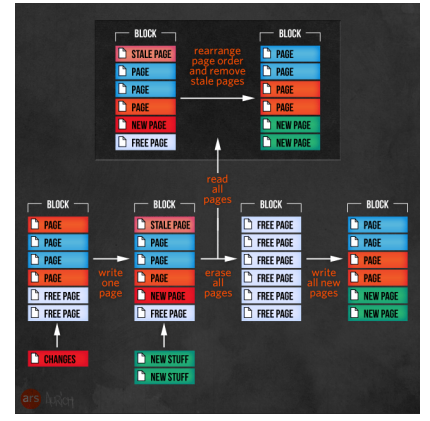 BLOCK
STALE PAGE
PAGE
PAGE
PAGE
NEW PAGE
FREE PAGE
rearrange
page order
and remove
stale pages
BLOCK
PAGE
PAGE
PAGE
PAGE
NEW PAGE
NEW PAGE
read
all
pages
BLOCK
PAGE
PAGE
PAGE
PAGE
FREE PAGE
FREE PAGE
CHANGES
write
one
page
BLOCK
STALE PAGE
PAGE
PAGE
PAGE
NEW PAGE
FREE PAGE
NEW STUFF
NEW STUFF
erase
all
pages
BLOCK
FREE PAGE
FREE PAGE
FREE PAGE
FREE PAGE
FREE PAGE
FREE PAGE
write
all new
pages
BLOCK
PAGE
PAGE
PAGE
PAGE
NEW PAGE
NEW PAGE
ars